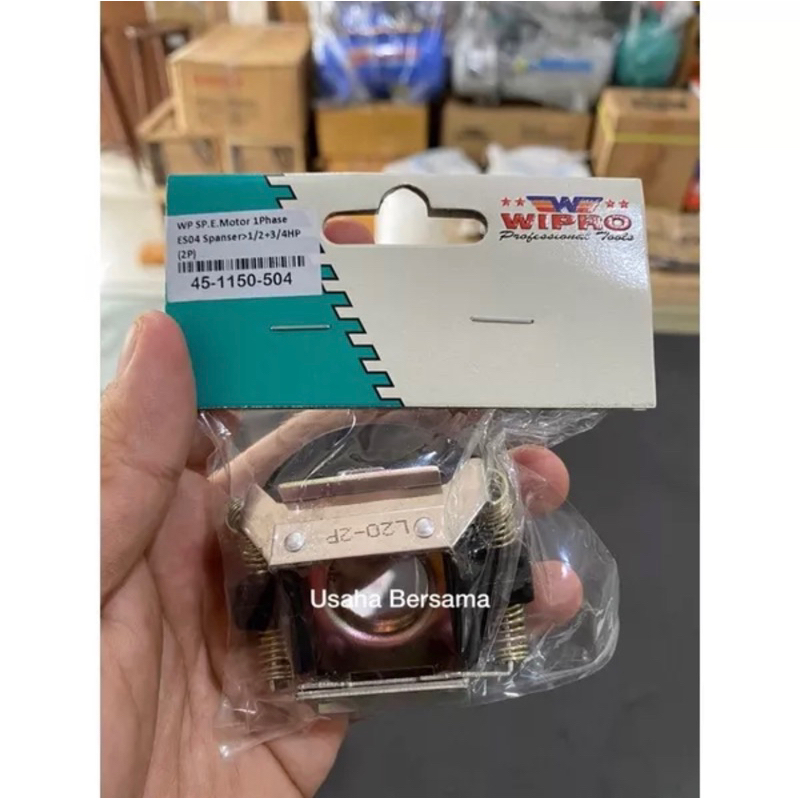 WP SP.E.Motor 1Phase
ES04 Spanser>1/2+3/4HP
(2P)
45-1150-504
W
WIPRO
Professional Tools
L20-2P
Usaha Bersama